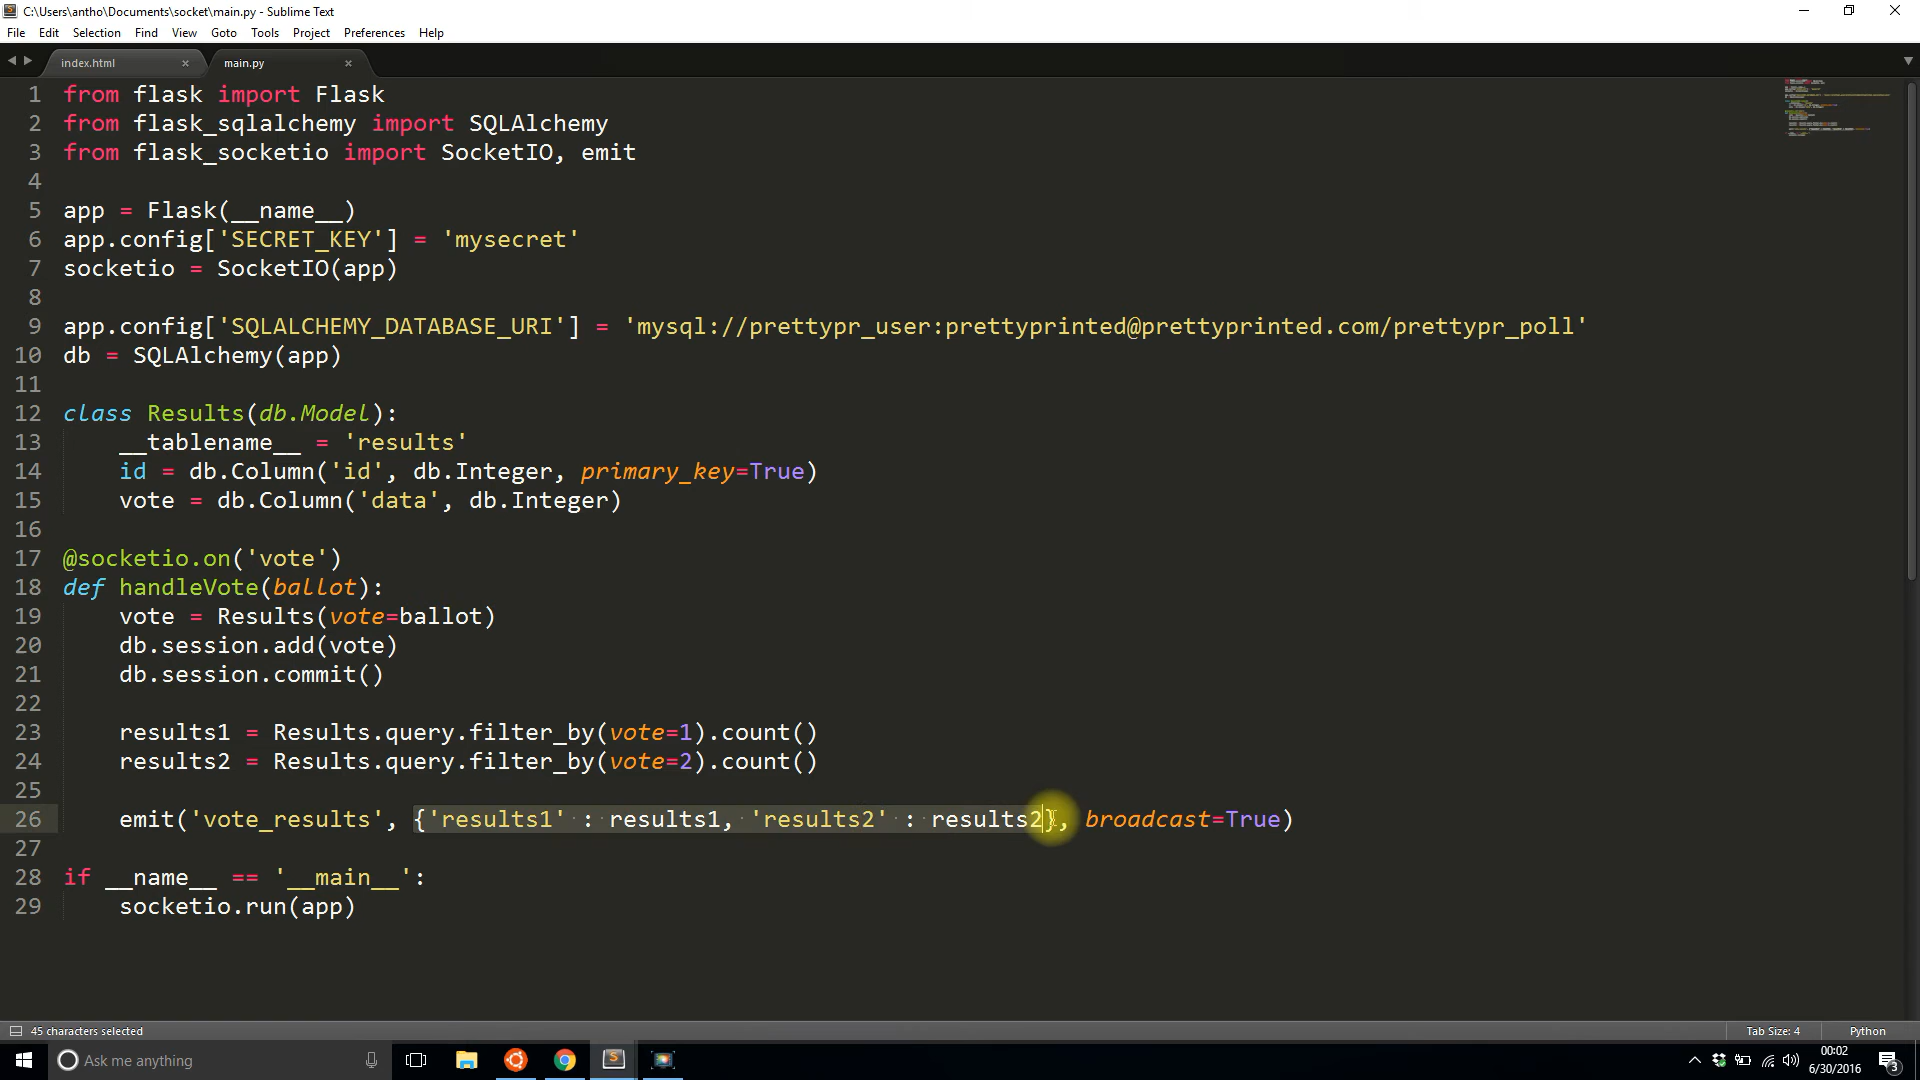 C:\Users\antho\Documents\socket\main.py - Sublime Text
File Edit Selection Find View Goto Tools Project Preferences Help
index.html × main.py ×
1 from flask import Flask
2 from flask_sqlalchemy import SQLAlchemy
3 from flask_socketio import SocketIO, emit
4
5 app = Flask(__name__)
6 app.config['SECRET_KEY'] = 'mysecret'
7 socketio = SocketIO(app)
8
9 app.config['SQLALCHEMY_DATABASE_URI'] = 'mysql://prettypr_user:prettyprinted@prettyprinted.com/prettypr_poll'
10 db = SQLAlchemy(app)
11
12 class Results(db.Model):
13     __tablename__ = 'results'
14     id = db.Column('id', db.Integer, primary_key=True)
15     vote = db.Column('data', db.Integer)
16
17 @socketio.on('vote')
18 def handleVote(ballot):
19     vote = Results(vote=ballot)
20     db.session.add(vote)
21     db.session.commit()
22
23     results1 = Results.query.filter_by(vote=1).count()
24     results2 = Results.query.filter_by(vote=2).count()
25
26     emit('vote_results', {'results1' : results1, 'results2' : results2}, broadcast=True)
27
28 if __name__ == '__main__':
29     socketio.run(app)
45 characters selected Tab Size: 4 Python
Ask me anything 00:02
6/30/2016 3